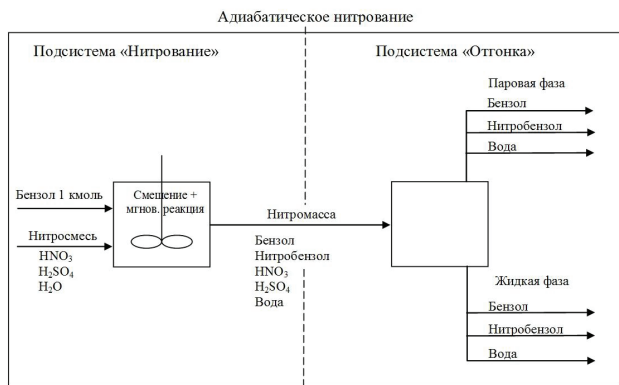 Адиабатическое нитрование
Подсистема «Нитрование»
Подсистема «Отгонка»
Паровая фаза
Бензол
Нитробензол
Вода
Бензол 1 кмоль
Нитросмесь
HNO₃
H₂SO₄
H₂O
Смешение +
мгнов. реакция
Нитромасса
Бензол
Нитробензол
HNO₃
H₂SO₄
Вода
Жидкая фаза
Бензол
Нитробензол
Вода